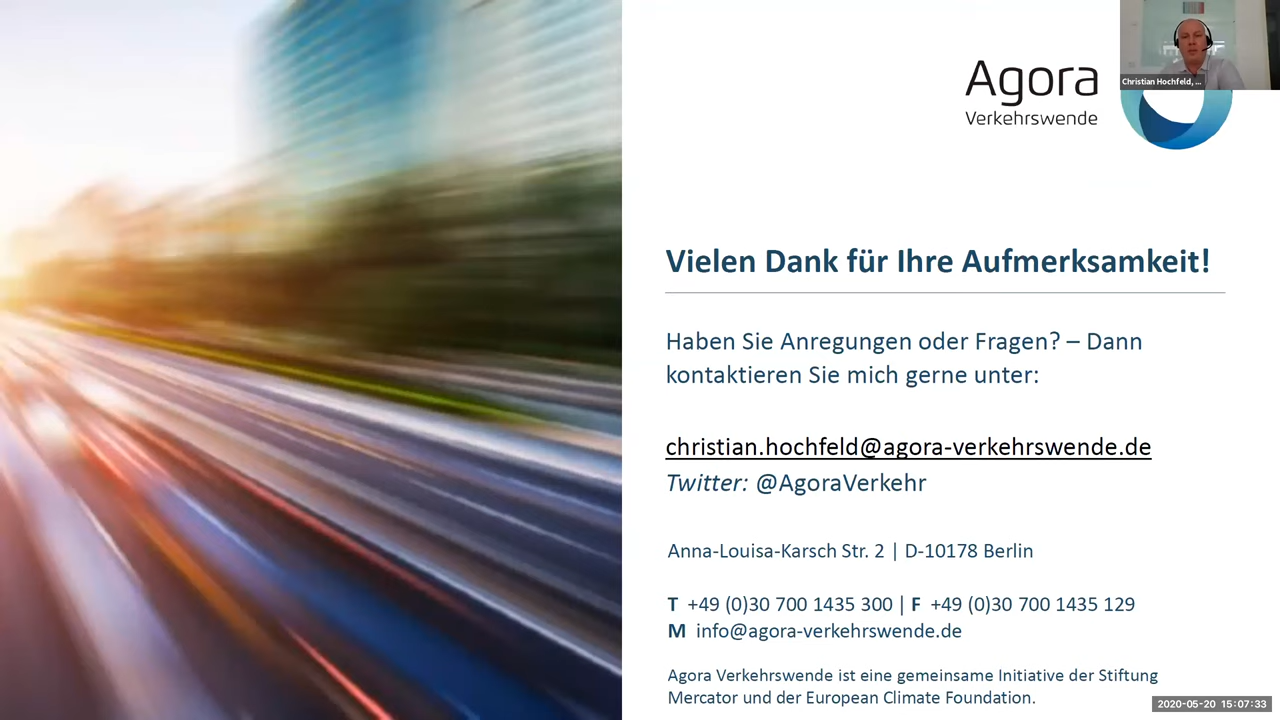 Christian Hochfeld, ...
Agora
Verkehrswende
Vielen Dank für Ihre Aufmerksamkeit!
Haben Sie Anregungen oder Fragen? – Dann
kontaktieren Sie mich gerne unter:
christian.hochfeld@agora-verkehrswende.de
Twitter: @AgoraVerkehr
Anna-Louisa-Karsch Str. 2 | D-10178 Berlin
T +49 (0)30 700 1435 300 | F +49 (0)30 700 1435 129
M info@agora-verkehrswende.de
Agora Verkehrswende ist eine gemeinsame Initiative der Stiftung
Mercator und der European Climate Foundation.
2020-05-20 15:07:33